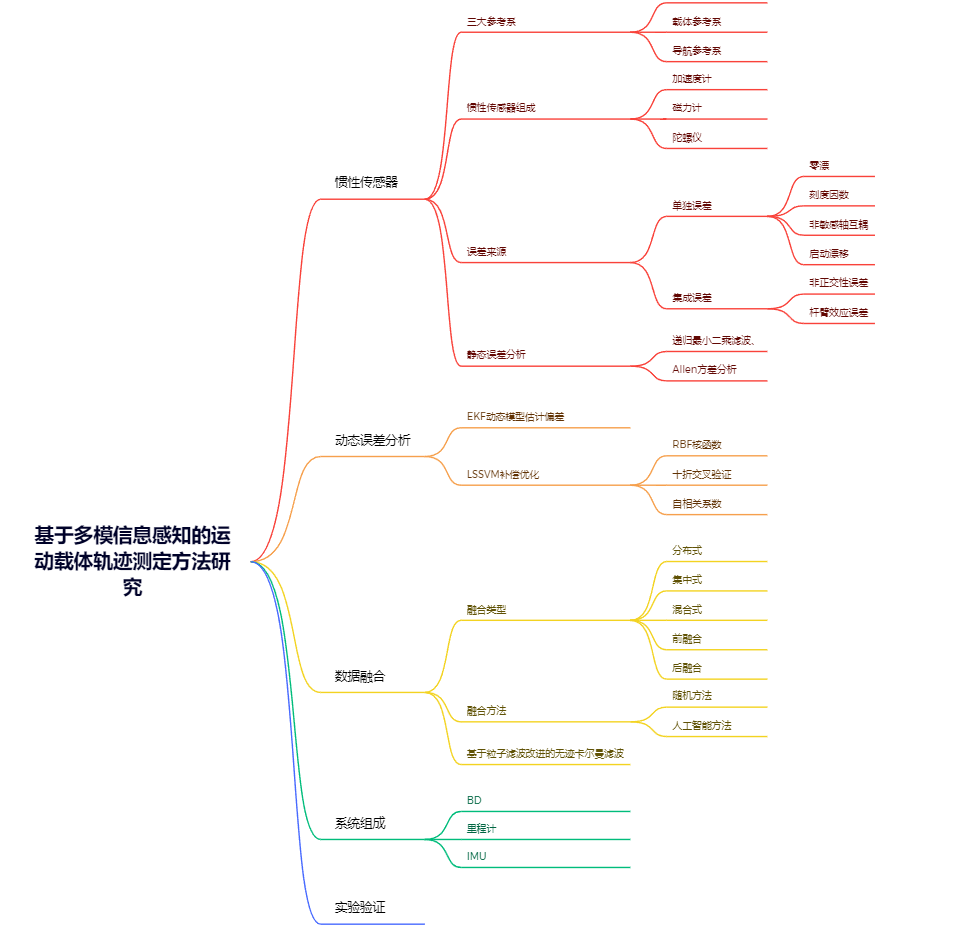 基于多模信息感知的运
动载体轨迹测定方法研
究
惯性传感器
三大参考系
载体参考系
导航参考系
惯性传感器组成
加速度计
磁力计
陀螺仪
误差来源
单独误差
零漂
刻度因数
非敏感轴互耦
启动漂移
集成误差
非正交性误差
杆臂效应误差
静态误差分析
递归最小二乘滤波、
Allen方差分析
动态误差分析
EKF动态模型估计偏差
LSSVM补偿优化
RBF核函数
十折交叉验证
自相关系数
数据融合
融合类型
分布式
集中式
混合式
前融合
后融合
融合方法
随机方法
人工智能方法
基于粒子滤波改进的无迹卡尔曼滤波
系统组成
BD
里程计
IMU
实验验证